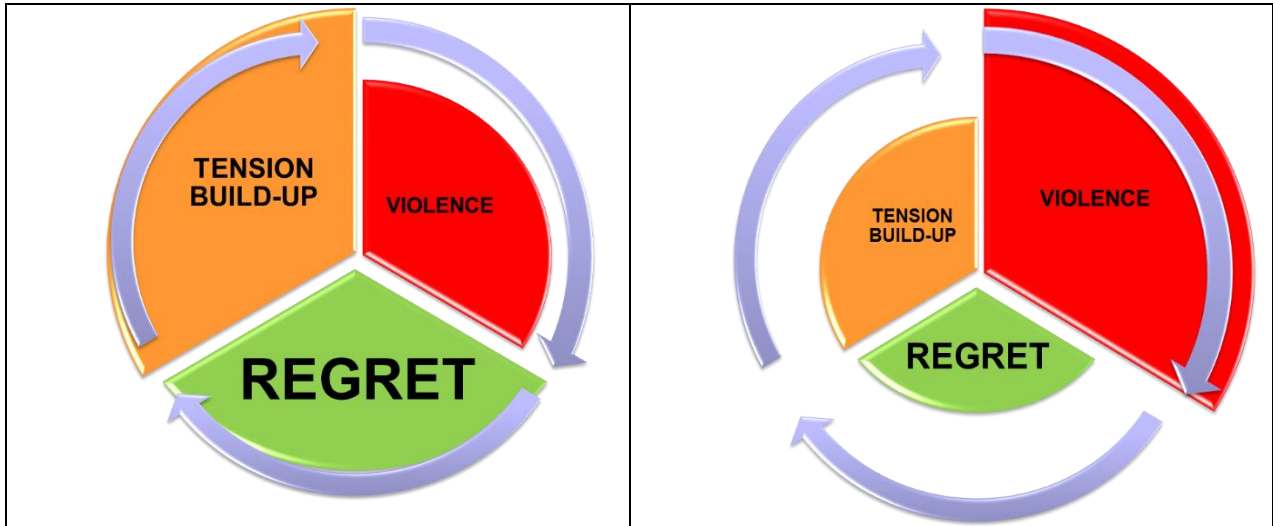 TENSION
BUILD-UP
VIOLENCE
REGRET
TENSION
BUILD-UP
VIOLENCE
REGRET